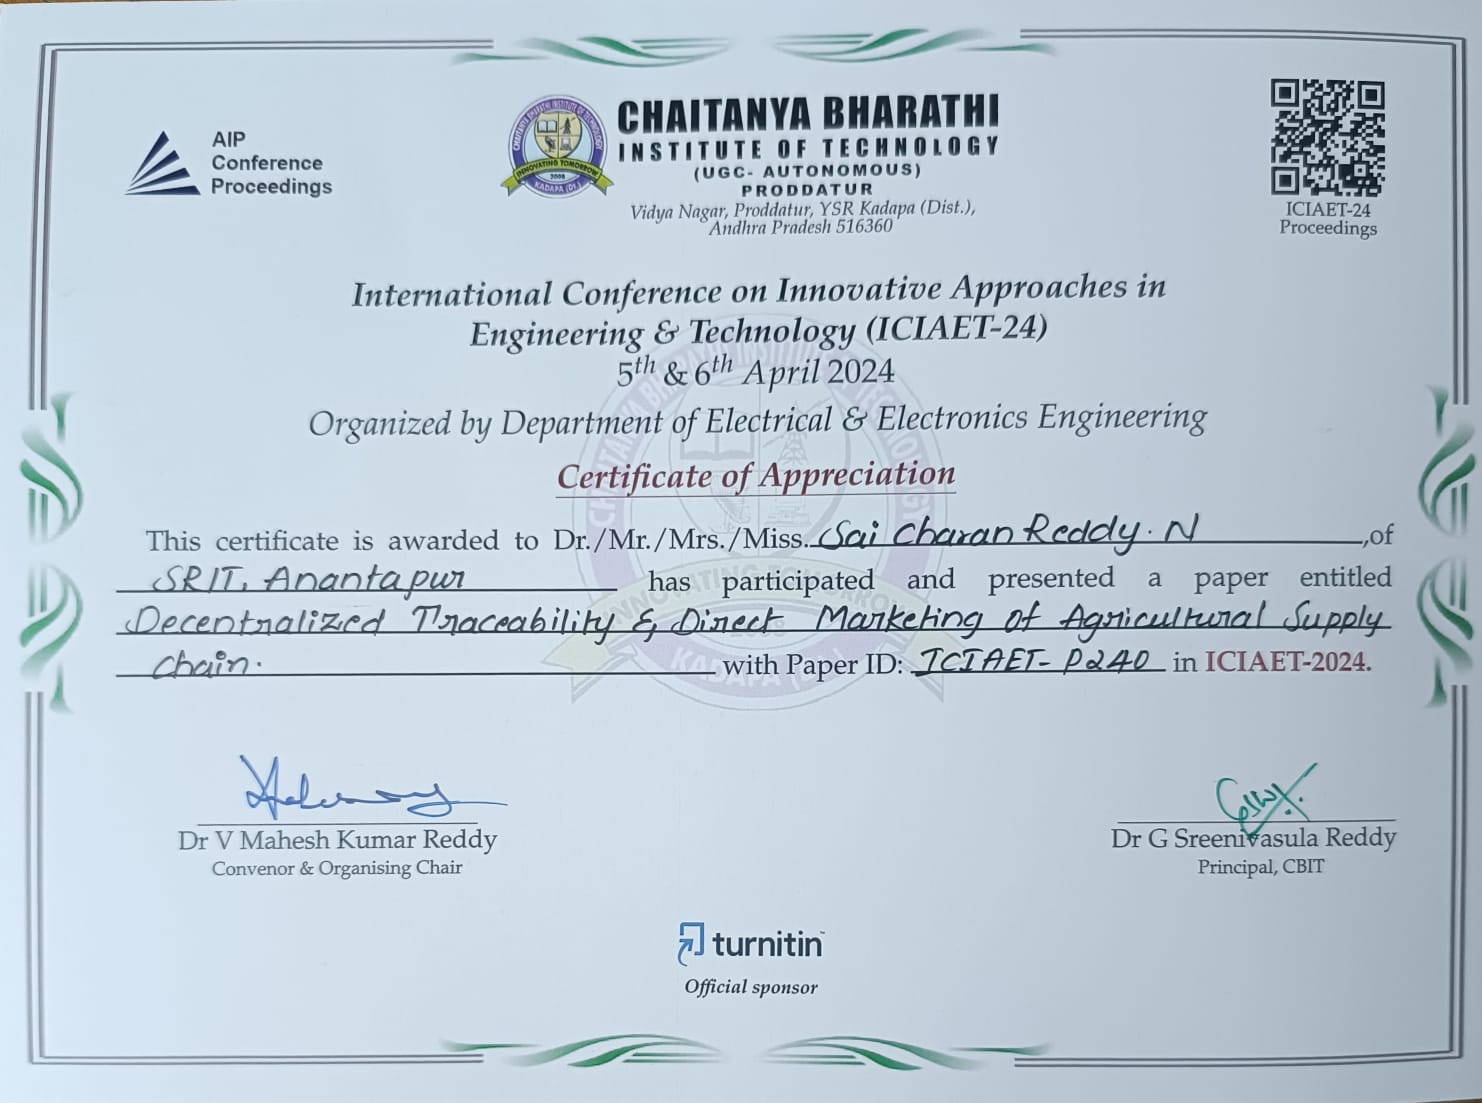 AIP
Conference
Proceedings
CHAITANYA BHARATHI
INSTITUTE OF TECHNOLOGY
(UGC- AUTONOMOUS)
PRODDATUR
Vidya Nagar, Proddatur, YSR Kadapa (Dist.),
Andhra Pradesh 516360
CHAITANYA BHARATHI INSTITUTE OF TECHNOLOGY
INNOVATING TOMORROW
2008
KADAPA (Dt.)
ICIAET-24
Proceedings
International Conference on Innovative Approaches in
Engineering & Technology (ICIAET-24)
5th & 6th April 2024
Organized by Department of Electrical & Electronics Engineering
Certificate of Appreciation
This certificate is awarded to Dr./Mr./Mrs./Miss. Sai Charan Reddy. N ,of
SRIT, Anantapur has participated and presented a paper entitled
Decentralized Traceability & Direct Marketing Of Agricultural Supply
Chain. with Paper ID: ICIAET-P240 in ICIAET-2024.
Dr V Mahesh Kumar Reddy
Convenor & Organising Chair
Dr G Sreenivasula Reddy
Principal, CBIT
turnitin
Official sponsor